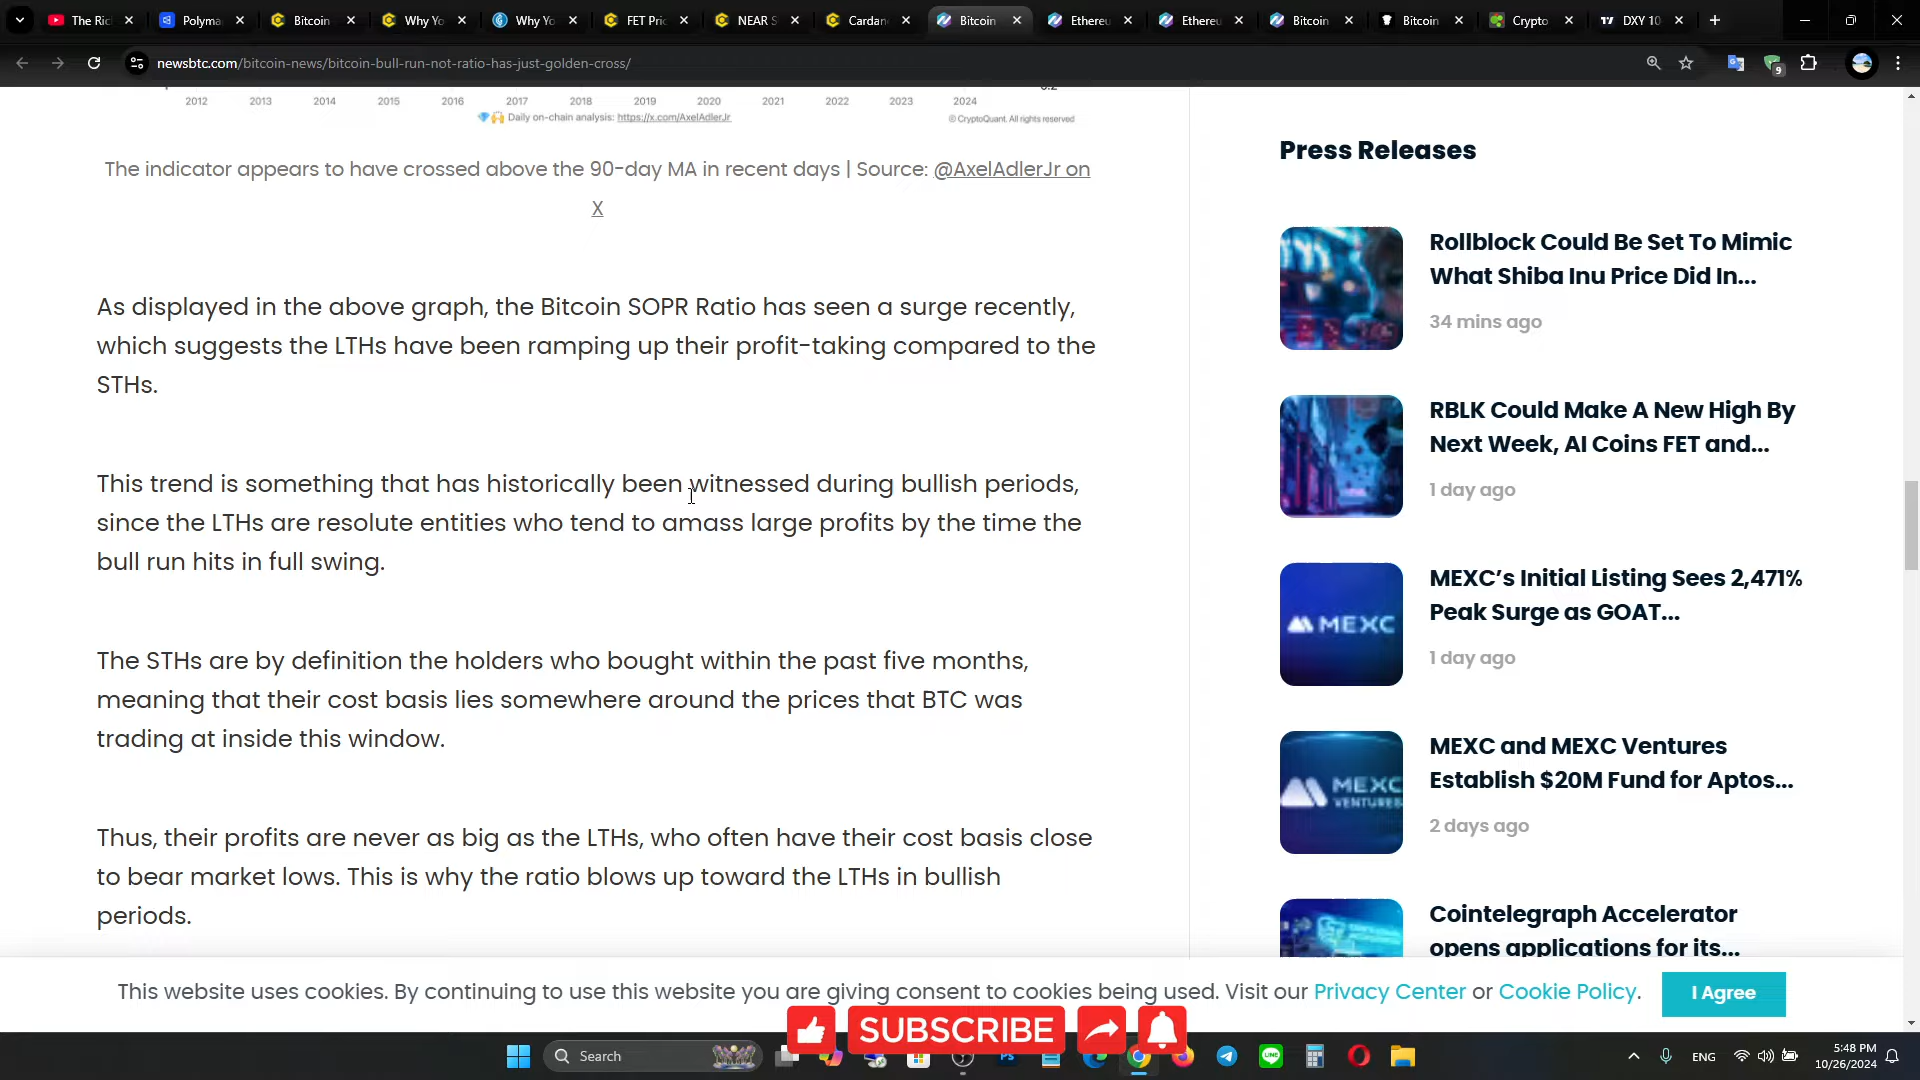 The Ric
Polyma
Bitcoin
Why Yo
Why Yo
FET Pric
NEAR S
Cardan
Bitcoin
Ethereu
Ethereu
Bitcoin
Bitcoin
Crypto
DXY 10
newsbtc.com/bitcoin-news/bitcoin-bull-run-not-ratio-has-just-golden-cross/
9
2012 2013 2014 2015 2016 2017 2018 2019 2020 2021 2022 2023 2024
Daily on-chain analysis: https://x.com/AxelAdlerJr
© CryptoQuant. All rights reserved
The indicator appears to have crossed above the 90-day MA in recent days | Source: @AxelAdlerJr on
X
As displayed in the above graph, the Bitcoin SOPR Ratio has seen a surge recently,
which suggests the LTHs have been ramping up their profit-taking compared to the
STHs.
This trend is something that has historically been witnessed during bullish periods,
since the LTHs are resolute entities who tend to amass large profits by the time the
bull run hits in full swing.
The STHs are by definition the holders who bought within the past five months,
meaning that their cost basis lies somewhere around the prices that BTC was
trading at inside this window.
Thus, their profits are never as big as the LTHs, who often have their cost basis close
to bear market lows. This is why the ratio blows up toward the LTHs in bullish
periods.
Press Releases
Rollblock Could Be Set To Mimic
What Shiba Inu Price Did In...
34 mins ago
RBLK Could Make A New High By
Next Week, AI Coins FET and...
1 day ago
MEXC
MEXC's Initial Listing Sees 2,471%
Peak Surge as GOAT...
1 day ago
MEXC
VENTURES
MEXC and MEXC Ventures
Establish $20M Fund for Aptos...
2 days ago
Cointelegraph Accelerator
opens applications for its...
This website uses cookies. By continuing to use this website you are giving consent to cookies being used. Visit our Privacy Center or Cookie Policy.
I Agree
SUBSCRIBE
Search
ENG
5:48 PM
10/26/2024